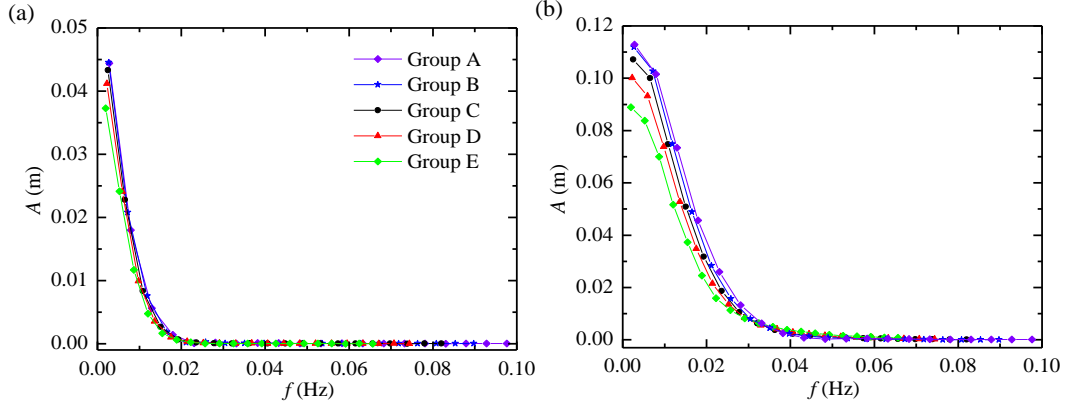 (a)
0.05
0.04
0.03
0.02
0.01
0.00
A (m)
0.00 0.02 0.04 0.06 0.08 0.10
f (Hz)
Group A
Group B
Group C
Group D
Group E
(b)
0.12
0.10
0.08
0.06
0.04
0.02
0.00
A (m)
0.00 0.02 0.04 0.06 0.08 0.10
f (Hz)